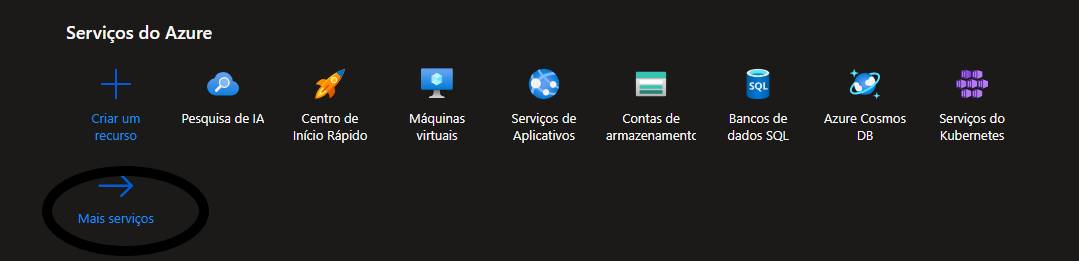 Serviços do Azure
Criar um
recurso
Pesquisa de IA
Centro de
Início Rápido
Máquinas
virtuais
Serviços de
Aplicativos
Contas de
armazenamento
SQL
Bancos de
dados SQL
Azure Cosmos
DB
Serviços do
Kubernetes
Mais serviços